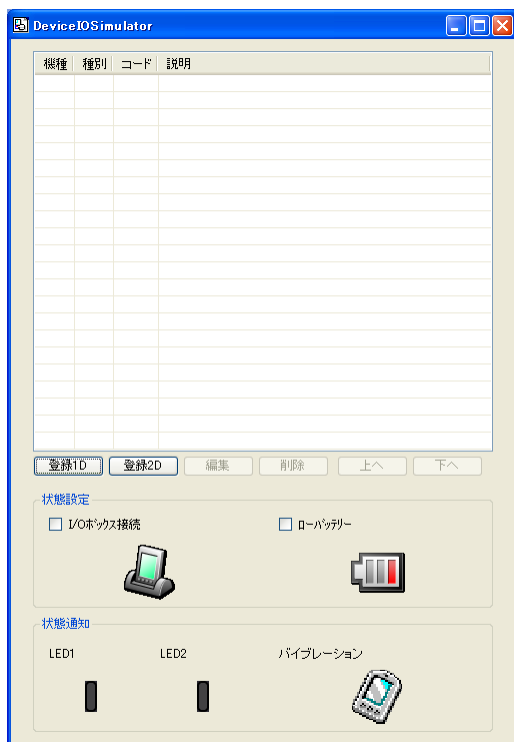 DeviceIOSimulator
機種 種別 コード 説明
登録1D 登録2D 編集 削除 上へ 下へ
状態設定
I/Oﾎﾞｯｸｽ接続 ﾛｰﾊﾞｯﾃﾘｰ
状態通知
LED1 LED2 バイブレーション